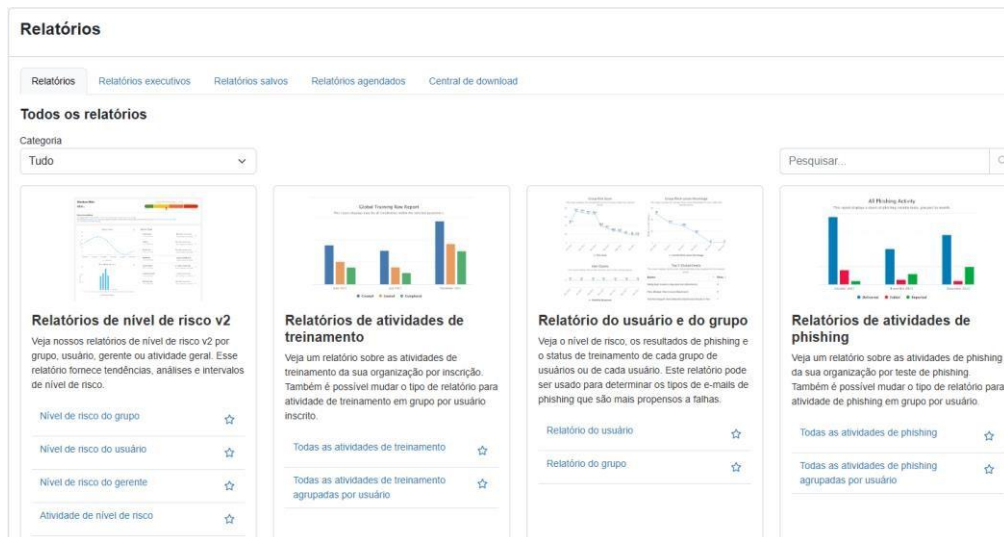 Relatórios
Relatórios
Relatórios executivos
Relatórios salvos
Relatórios agendados
Central de download
Todos os relatórios
Categoria
Tudo
Pesquisar...
Relatórios de nível de risco v2
Veja nossos relatórios de nível de risco v2 por
grupo, usuário, gerente ou atividade geral. Esse
relatório fornece tendências, análises e intervalos
de nível de risco.
Nível de risco do grupo
Nível de risco do usuário
Nível de risco do gerente
Atividade de nível de risco
Relatórios de atividades de
treinamento
Veja um relatório sobre as atividades de
treinamento da sua organização por inscrição.
Também é possível mudar o tipo de relatório para
atividade de treinamento em grupo por usuário
inscrito.
Todas as atividades de treinamento
Todas as atividades de treinamento
agrupadas por usuário
Relatório do usuário e do grupo
Veja o nível de risco, os resultados de phishing e
o status de treinamento de cada grupo de
usuários ou de cada usuário. Este relatório pode
ser usado para determinar os tipos de e-mails de
phishing que são mais propensos a falhas.
Relatório do usuário
Relatório do grupo
All Phishing Activity
Relatórios de atividades de
phishing
Veja um relatório sobre as atividades de phishing
da sua organização por teste de phishing.
Também é possível mudar o tipo de relatório para
atividade de phishing em grupo por usuário.
Todas as atividades de phishing
Todas as atividades de phishing
agrupadas por usuário